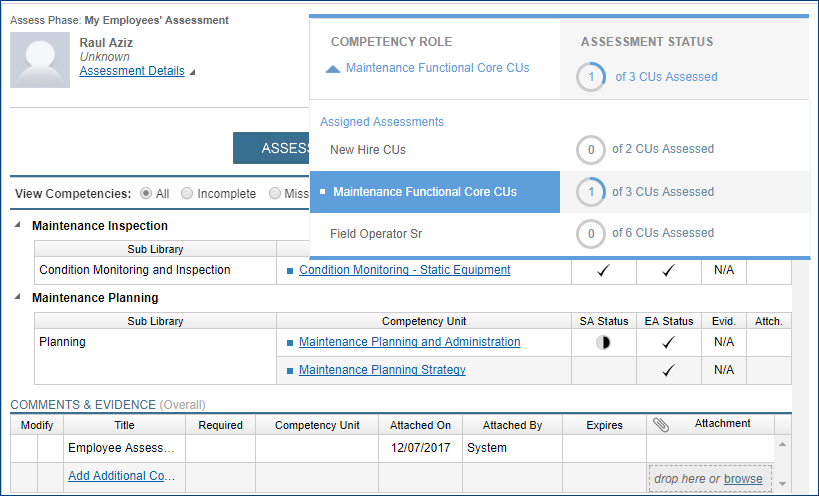 Assess Phase: My Employees' Assessment
Raul Aziz
Unknown
Assessment Details
COMPETENCY ROLE ASSESSMENT STATUS
Maintenance Functional Core CUs 1 of 3 CUs Assessed
Assigned Assessments
New Hire CUs 0 of 2 CUs Assessed
Maintenance Functional Core CUs 1 of 3 CUs Assessed
Field Operator Sr 0 of 6 CUs Assessed
ASSESS
View Competencies: All Incomplete Miss
Maintenance Inspection
Sub Library
Condition Monitoring and Inspection Condition Monitoring - Static Equipment N/A
Maintenance Planning
Sub Library Competency Unit SA Status EA Status Evid. Attch.
Planning Maintenance Planning and Administration N/A
Maintenance Planning Strategy N/A
COMMENTS & EVIDENCE (Overall)
Modify Title Required Competency Unit Attached On Attached By Expires Attachment
Employee Assess... 12/07/2017 System
Add Additional Co... drop here or browse